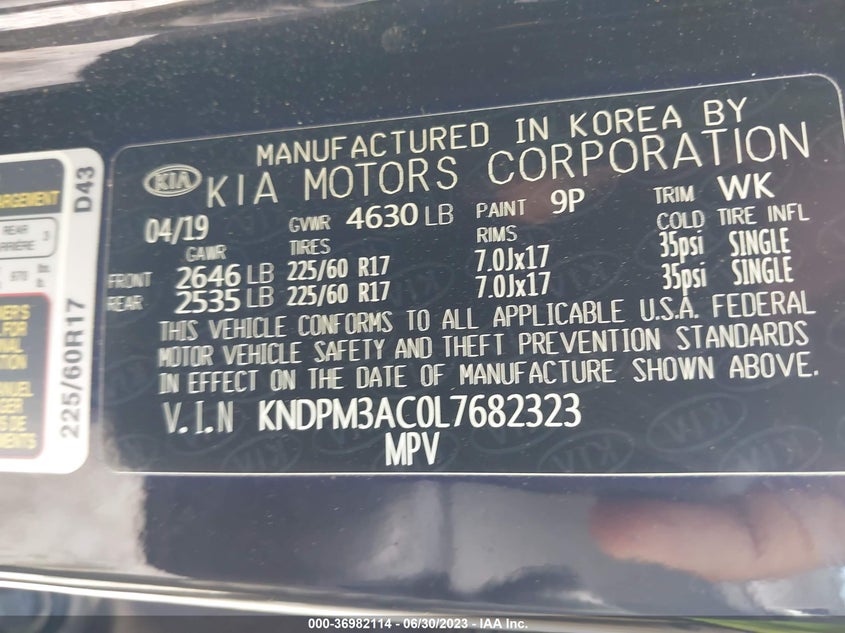 MANUFACTURED IN KOREA BY
KIA KIA MOTORS CORPORATION
04/19 GVWR 4630 LB PAINT 9P TRIM WK
GAWR TIRES RIMS COLD TIRE INFL
FRONT 2646 LB 225/60 R17 7.0Jx17 35psi SINGLE
REAR 2535 LB 225/60 R17 7.0Jx17 35psi SINGLE
THIS VEHICLE CONFORMS TO ALL APPLICABLE U.S.A. FEDERAL
MOTOR VEHICLE SAFETY AND THEFT PREVENTION STANDARDS
IN EFFECT ON THE DATE OF MANUFACTURE SHOWN ABOVE.
V.I.N KNDPM3AC0L7682323
MPV
D43
225/60R17
REAR 3
000-36982114 - 06/30/2023 - IAA Inc.